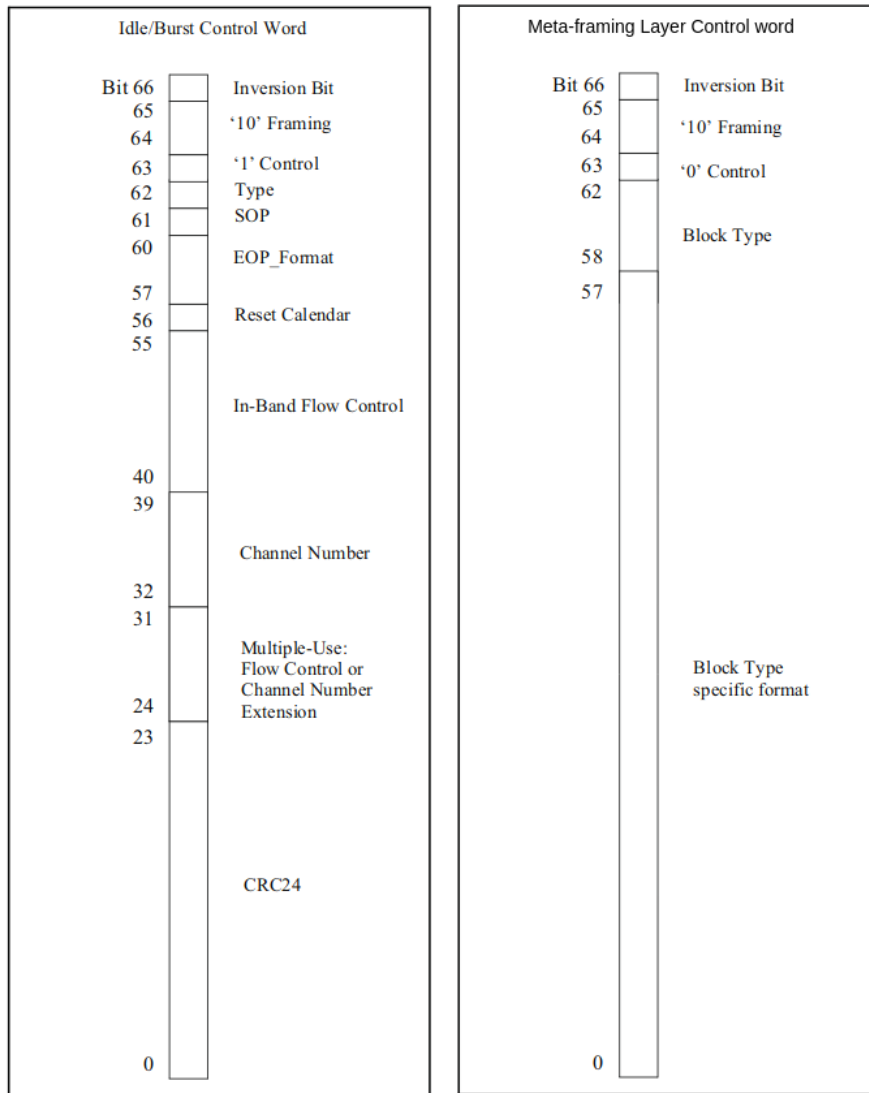 Idle/Burst Control Word
Bit 66 Inversion Bit
65
‘10’ Framing
64
63 ‘1’ Control
62 Type
61 SOP
60
EOP_Format
57
56 Reset Calendar
55
In-Band Flow Control
40
39
Channel Number
32
31
Multiple-Use:
Flow Control or
Channel Number
24 Extension
23
CRC24
0
Meta-framing Layer Control word
Bit 66 Inversion Bit
65
‘10’ Framing
64
63 ‘0’ Control
62
Block Type
58
57
Block Type
specific format
0